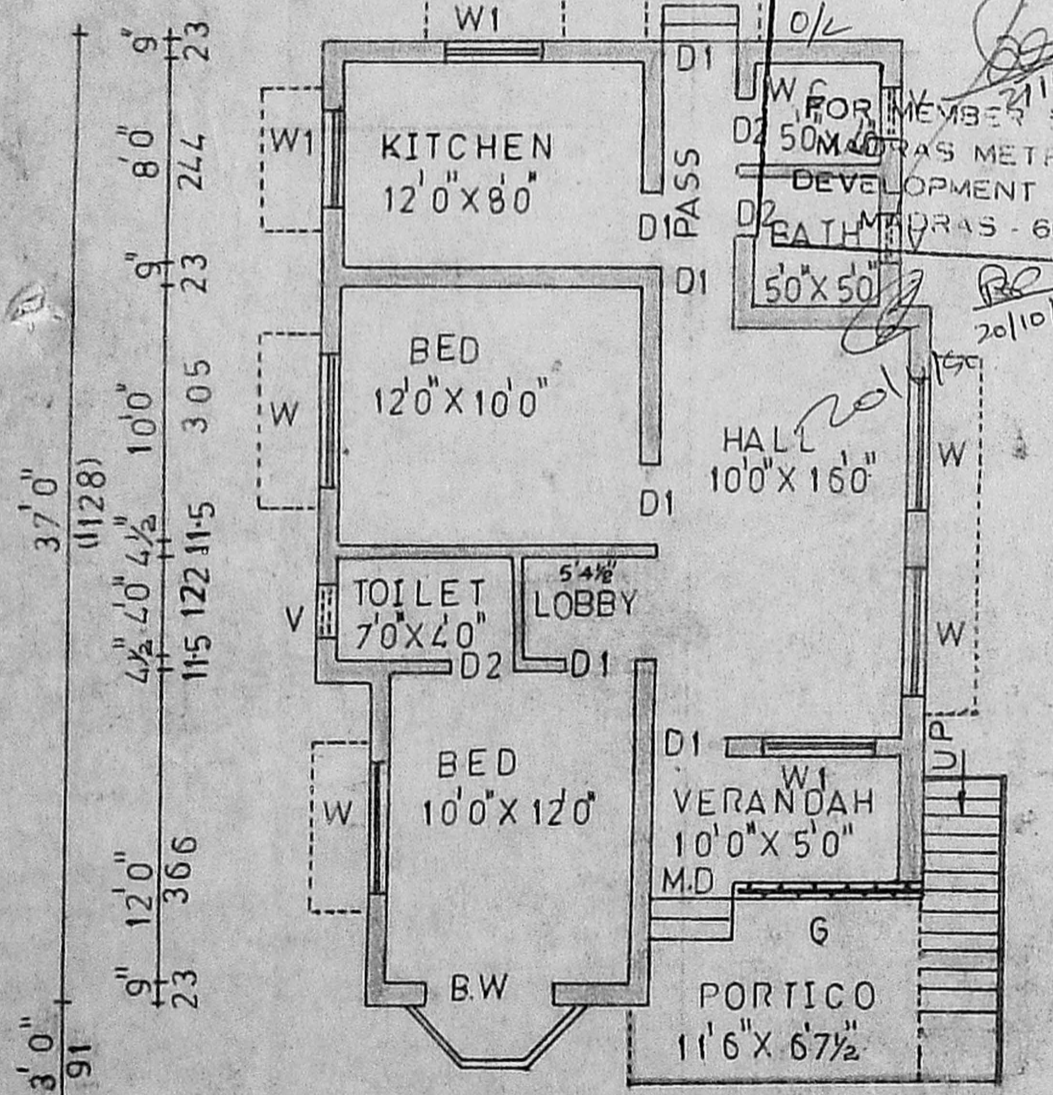 W1
O/L
9"
23
D1
W C
FOR MEMBER
MADRAS METR
DEVELOPMENT
MADRAS - 6
8'0"
244
W1
KITCHEN
12'0"X8'0"
D2
PASS
D1
D2
BATH
5'0"X5'0"
9"
23
D1
20/10/
BED
12'0"X10'0"
10'0"
305
W
HALL
10'0"X16'0"
W
37'0"
(1128)
D1
4½"
11·5
TOILET
7'0"X4'0"
5'4½"
LOBBY
4'0"
122
V
W
4½"
11·5
D2
D1
D1
W1
UP
BED
10'0"X12'0"
W
VERANDAH
10'0"X5'0"
12'0"
366
M.D
G
9"
23
B.W
PORTICO
11'6"X6'7½"
3'0"
91